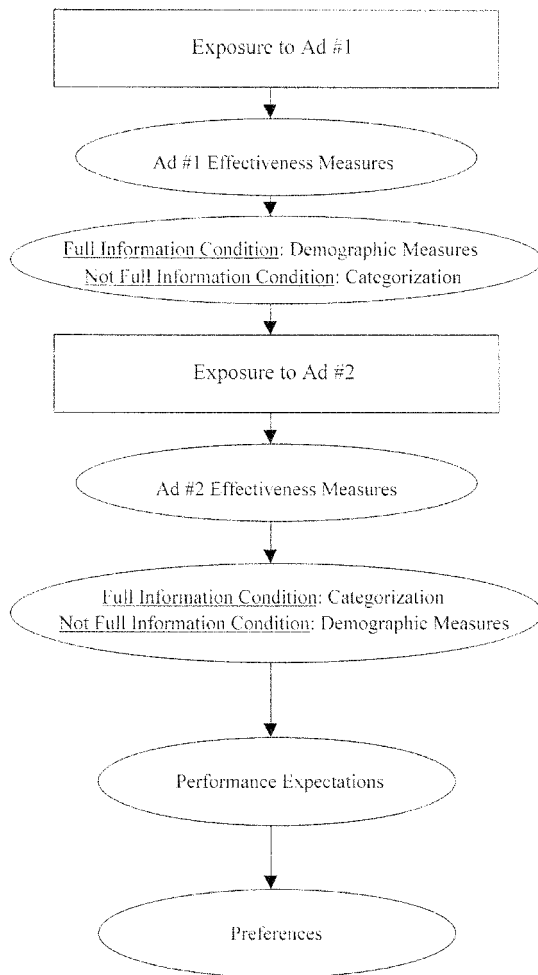 Exposure to Ad #1
Ad #1 Effectiveness Measures
Full Information Condition: Demographic Measures
Not Full Information Condition: Categorization
Exposure to Ad #2
Ad #2 Effectiveness Measures
Full Information Condition: Categorization
Not Full Information Condition: Demographic Measures
Performance Expectations
Preferences